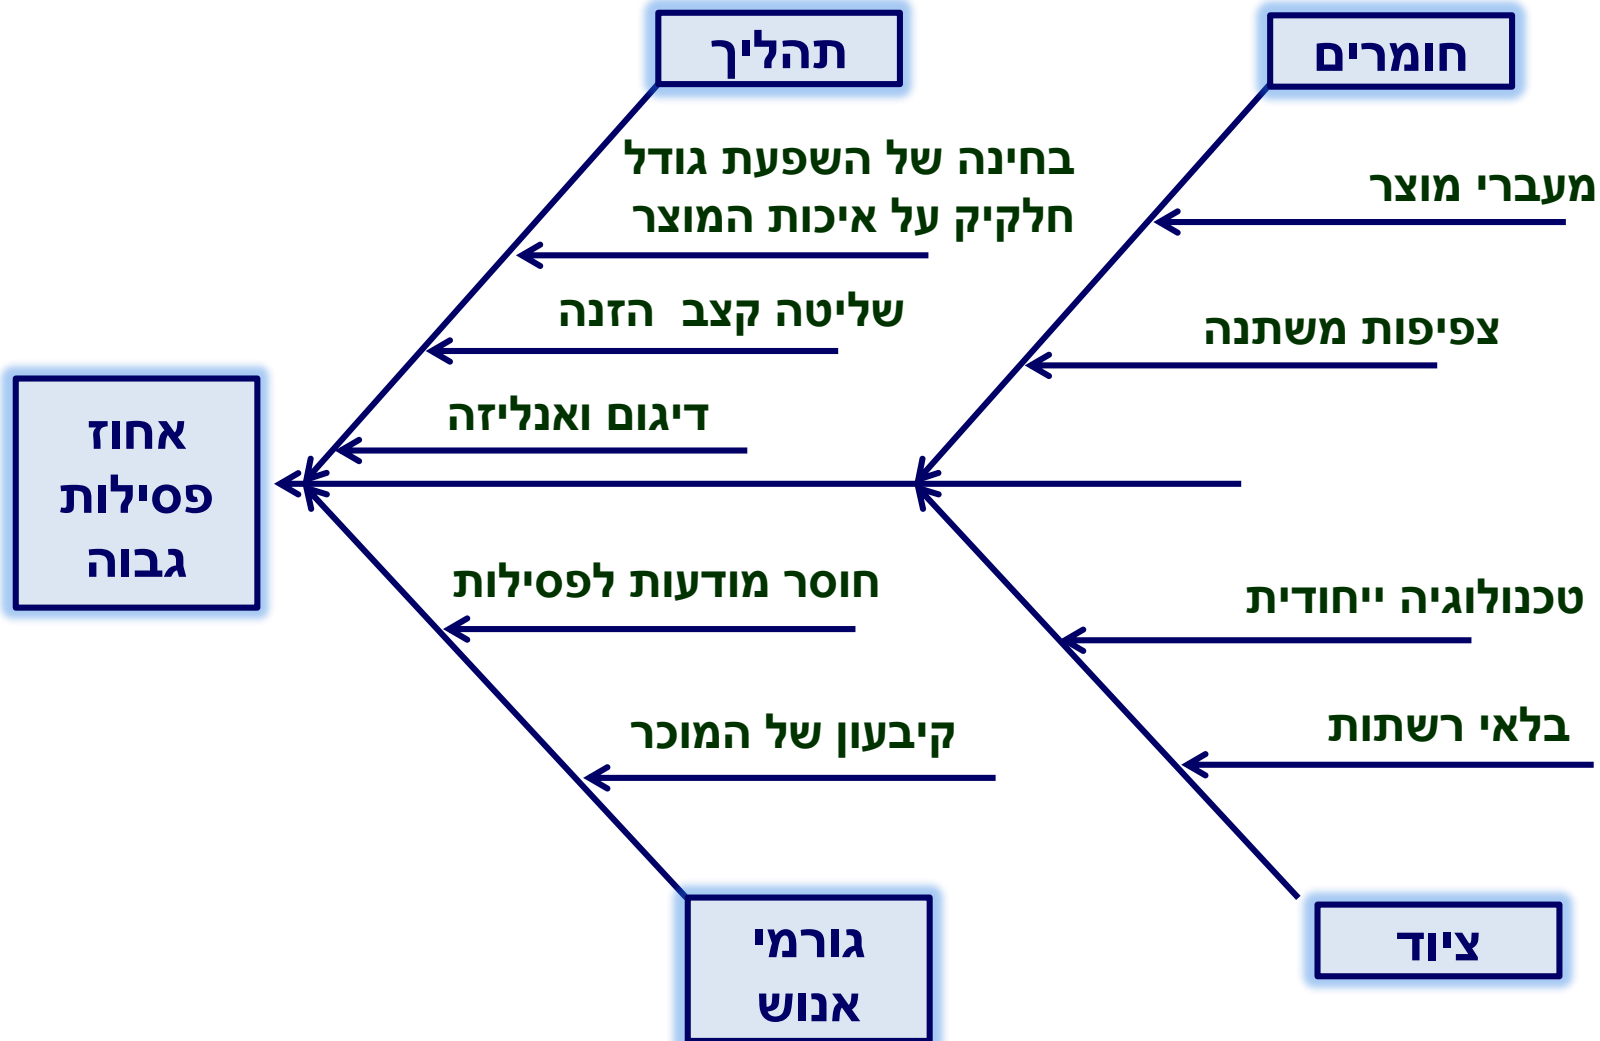 חומרים
תהליך
בחינה של השפעת גודל
חלקיק על איכות המוצר
מעברי מוצר
שליטה קצב הזנה
צפיפות משתנה
דיגום ואנליזה
אחוז
פסילות
גבוה
חוסר מודעות לפסילות
טכנולוגיה ייחודית
קיבעון של המוכר
בלאי רשתות
גורמי
אנוש
ציוד